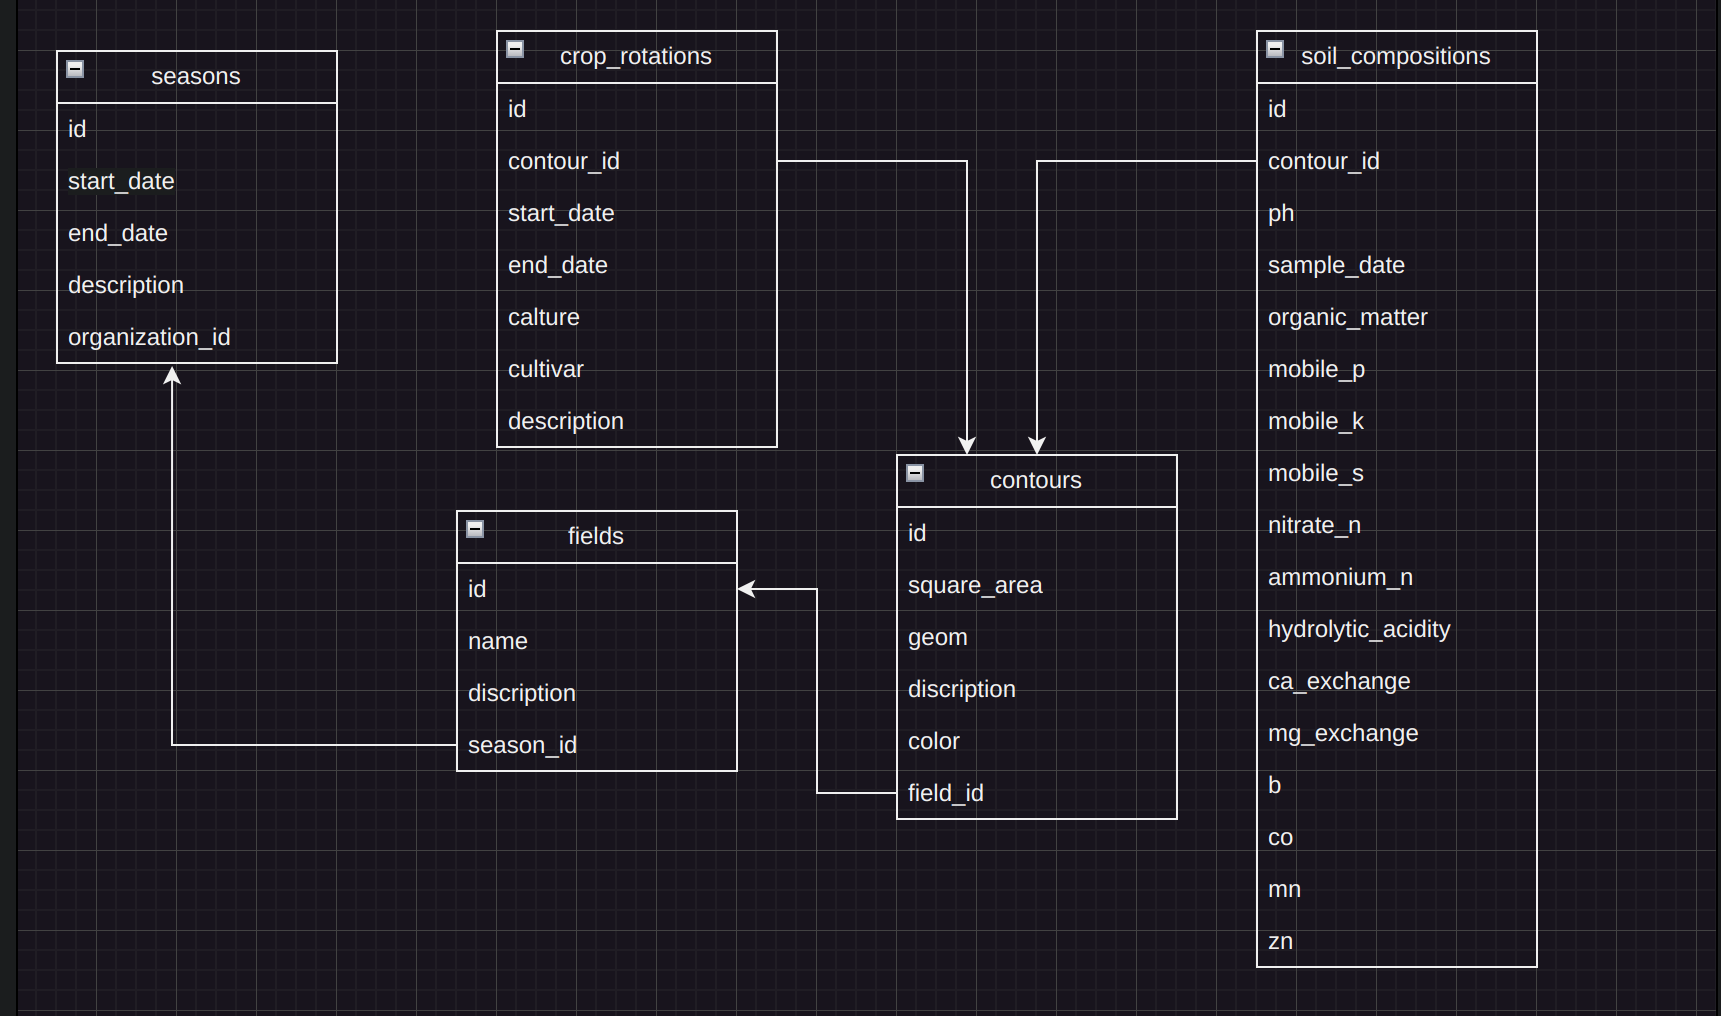 seasons
id
start_date
end_date
description
organization_id
crop_rotations
id
contour_id
start_date
end_date
calture
cultivar
description
soil_compositions
id
contour_id
ph
sample_date
organic_matter
mobile_p
mobile_k
mobile_s
nitrate_n
ammonium_n
hydrolytic_acidity
ca_exchange
mg_exchange
b
co
mn
zn
fields
id
name
discription
season_id
contours
id
square_area
geom
discription
color
field_id